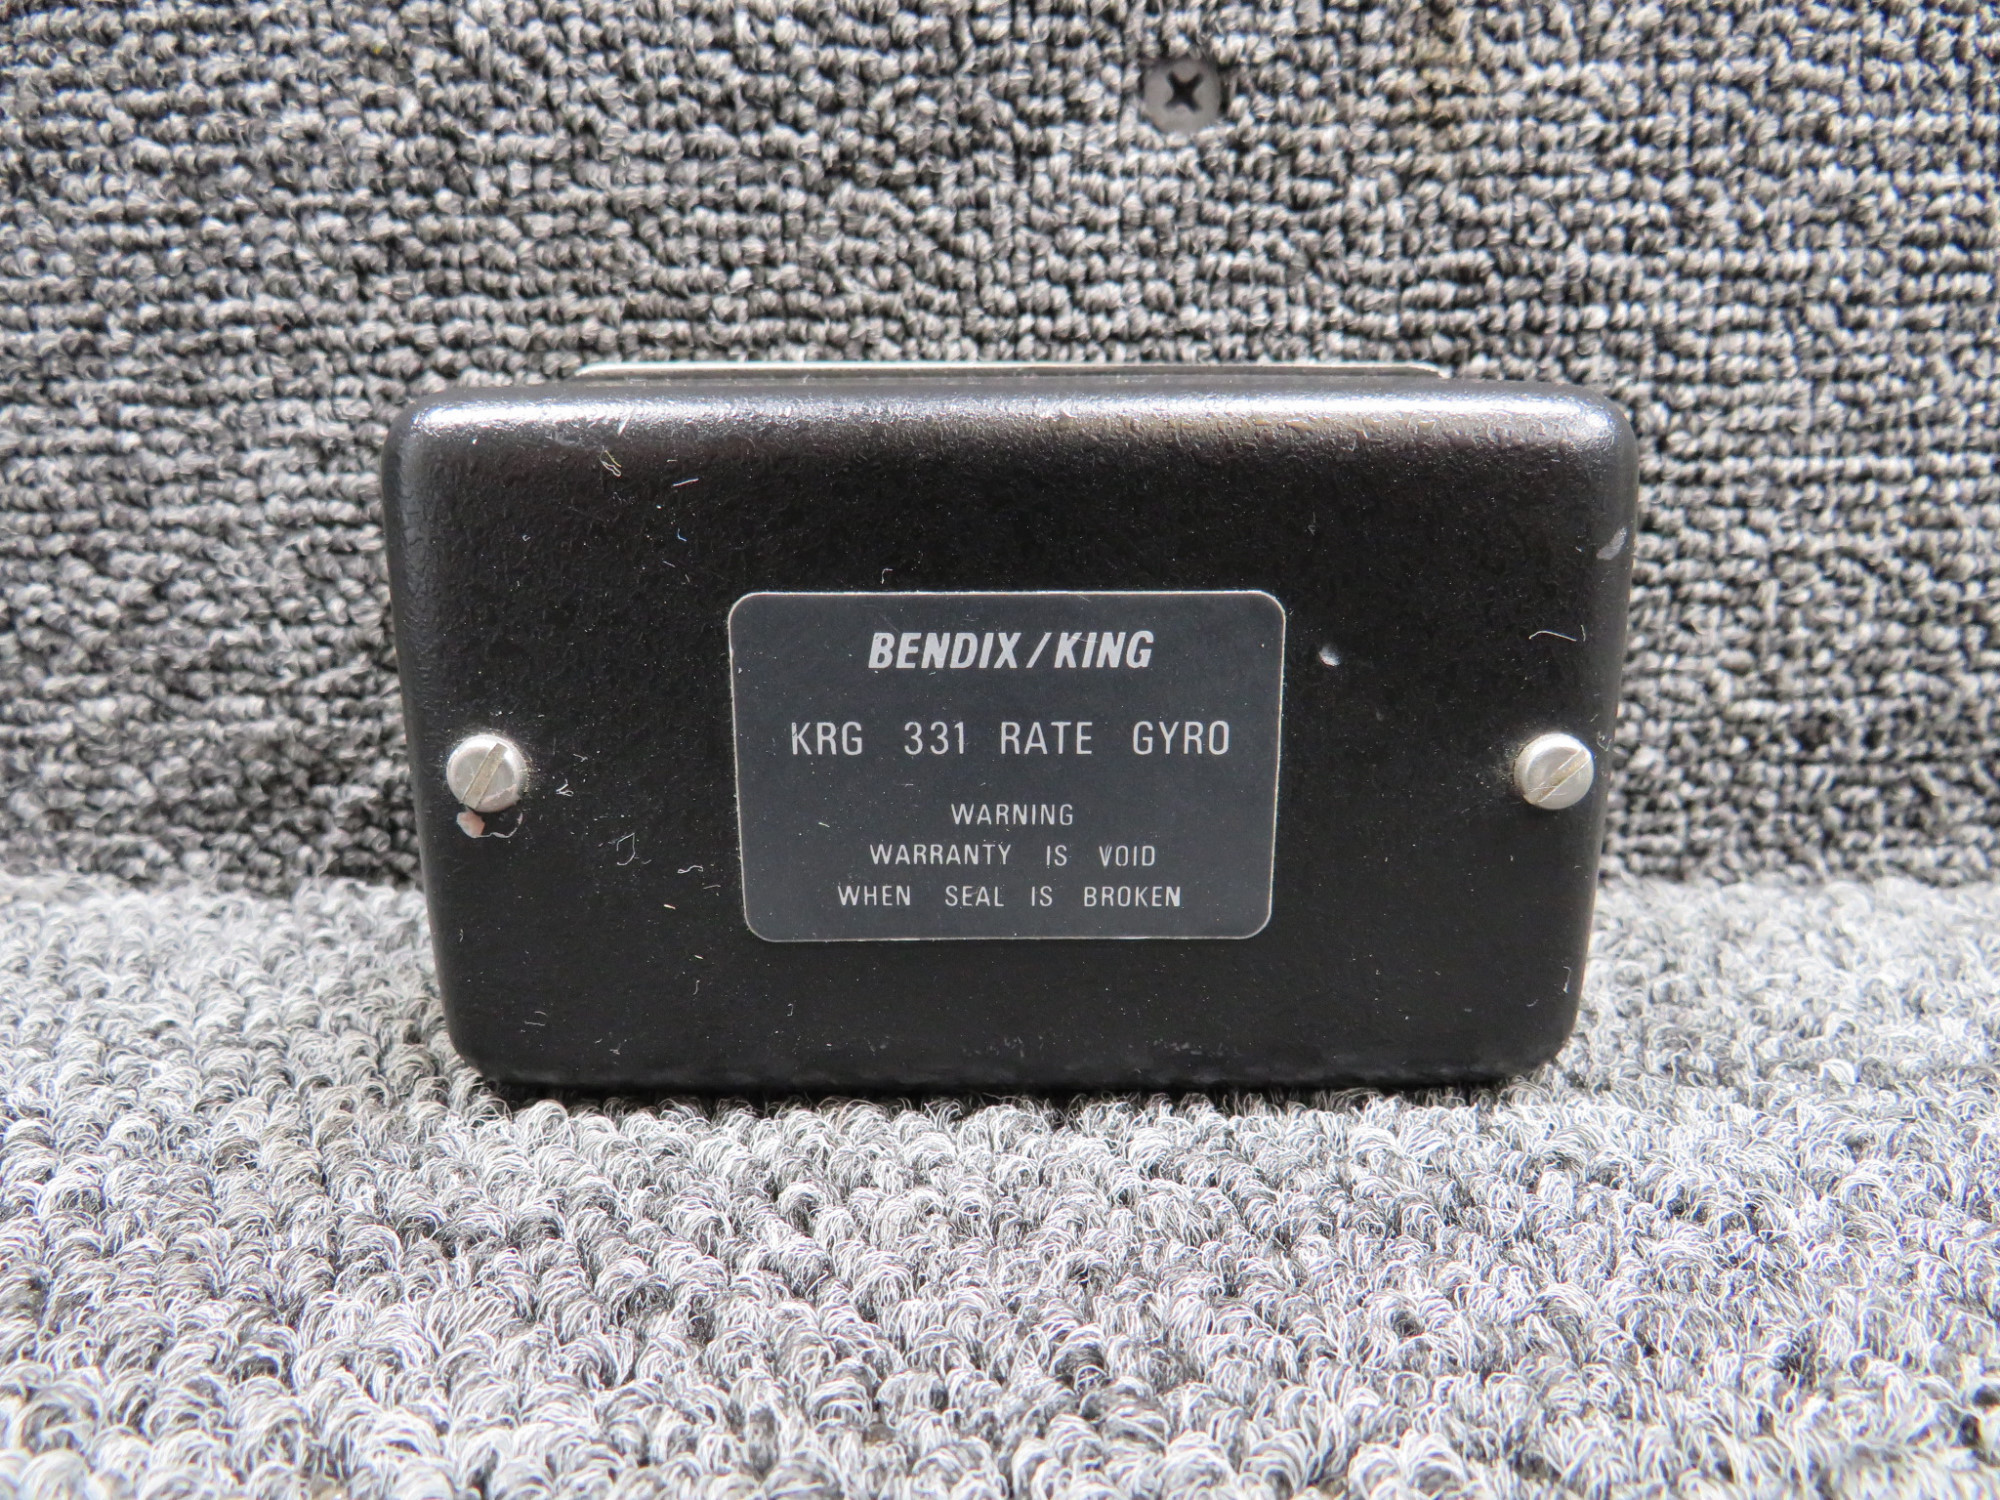 BENDIX/KING
KRG 331 RATE GYRO
WARNING
WARRANTY IS VOID
WHEN SEAL IS BROKEN